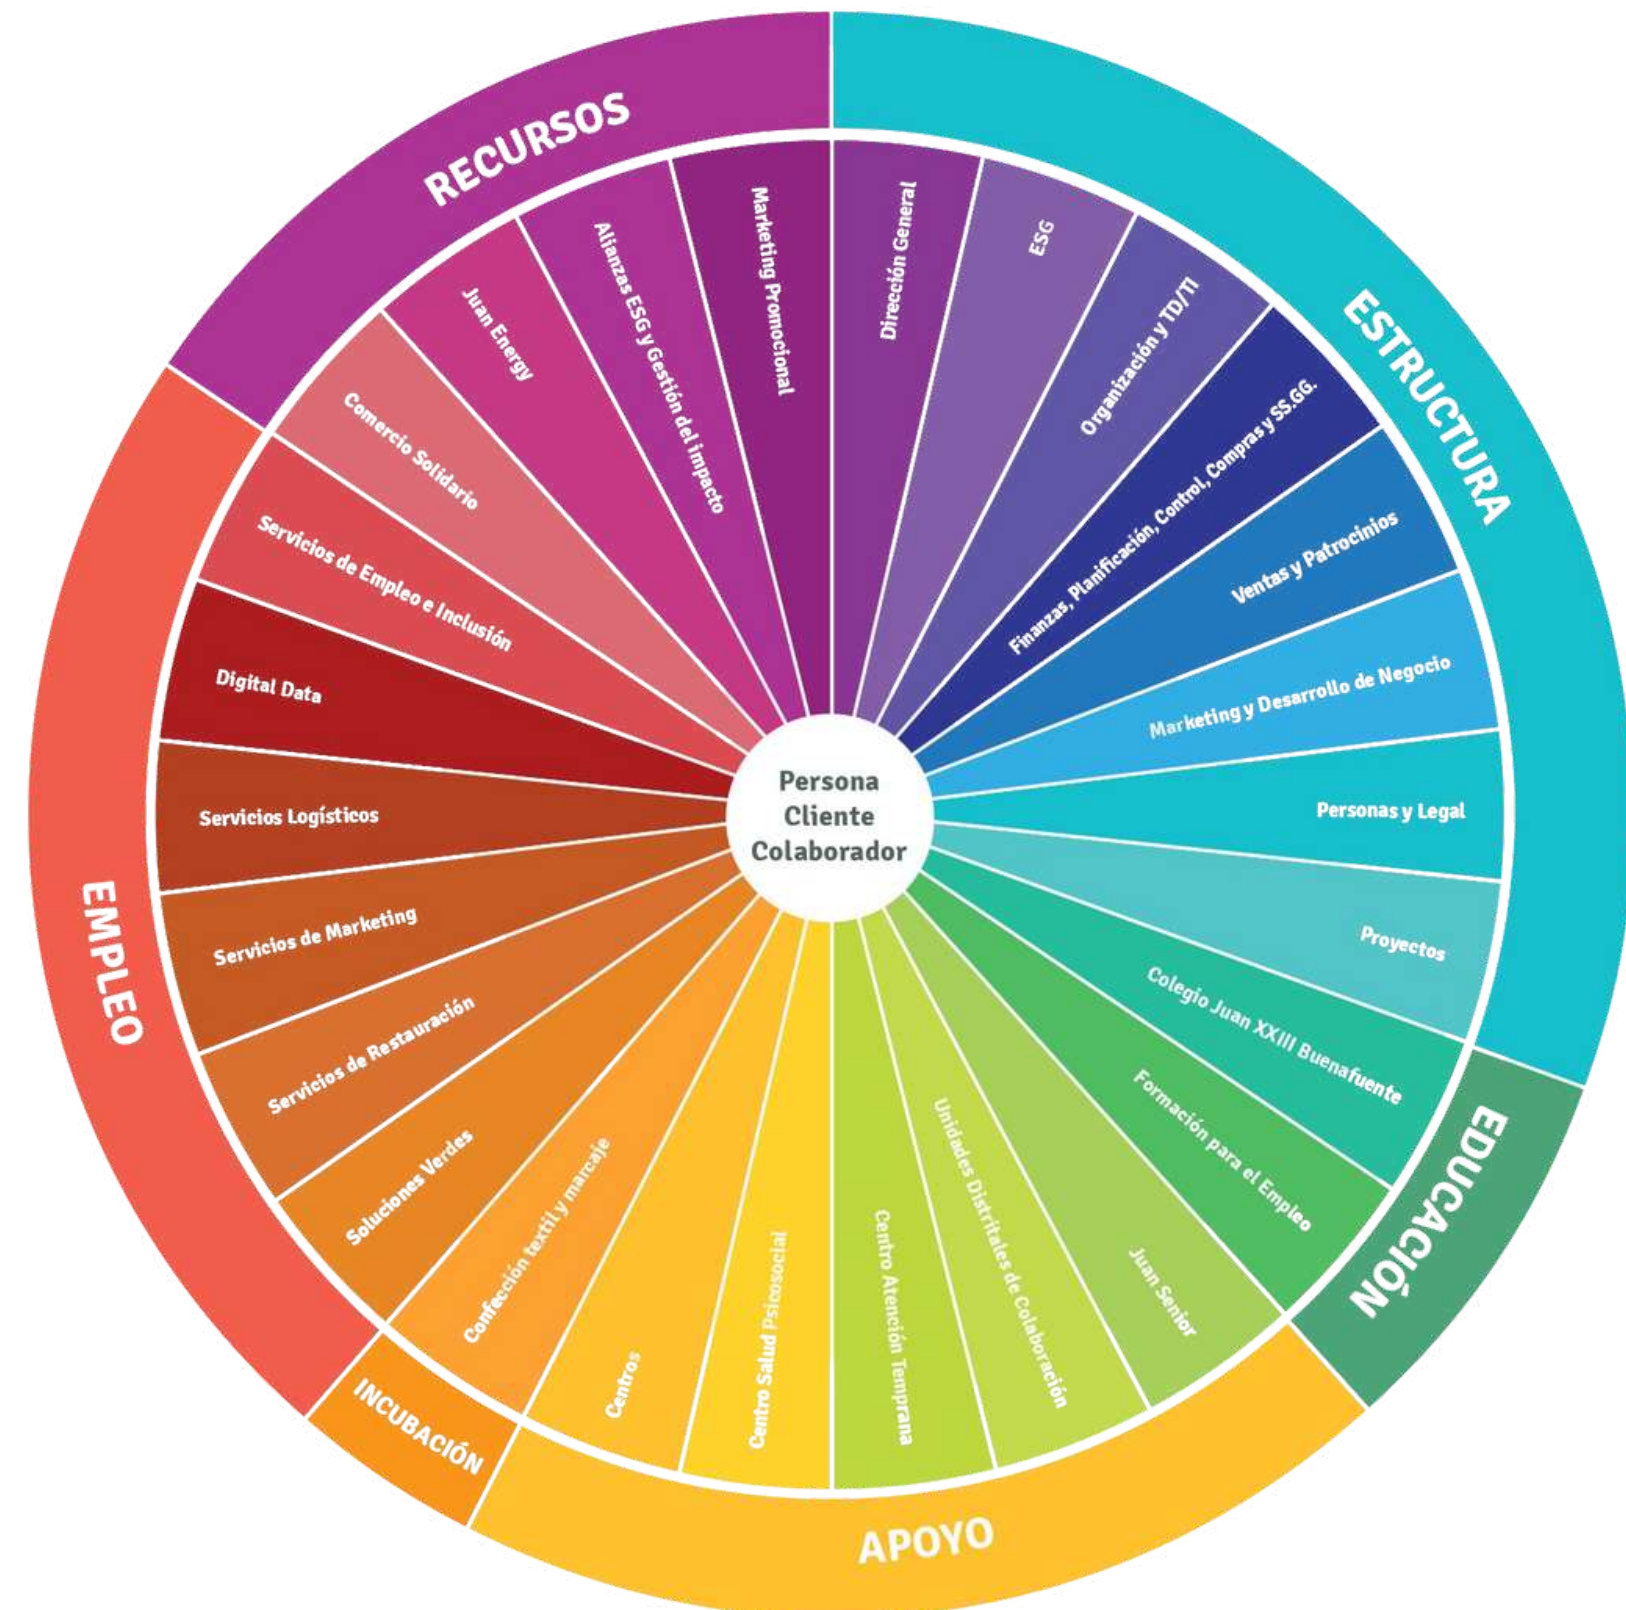 RECURSOS
ESTRUCTURA
EDUCACIÓN
APOYO
INCUBACIÓN
EMPLEO
Dirección General
ESG
Organización y TD/TI
Finanzas, Planificación, Control, Compras y SS.GG.
Ventas y Patrocinios
Marketing y Desarrollo de Negocio
Personas y Legal
Proyectos
Colegio Juan XXIII Buenafuente
Formación para el Empleo
Juan Senior
Unidades Distritales de Colaboración
Centro Atención Temprana
Centro Salud Psicosocial
Centros
Confección textil y marcaje
Soluciones Verdes
Servicios de Restauración
Servicios de Marketing
Servicios Logísticos
Digital Data
Servicios de Empleo e Inclusión
Comercio Solidario
Juan Energy
Alianzas ESG y Gestión del impacto
Marketing Promocional
Persona
Cliente
Colaborador